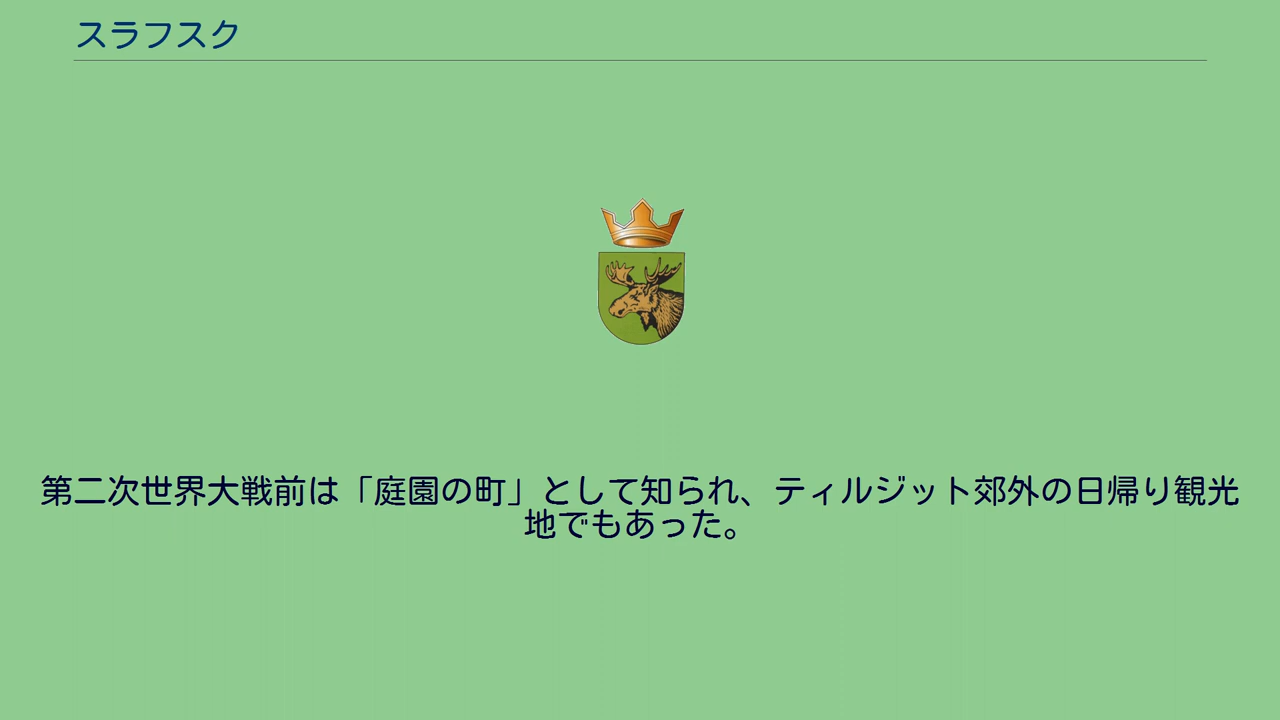 スラフスク
第二次世界大戦前は「庭園の町」として知られ、ティルジット郊外の日帰り観光
地でもあった。